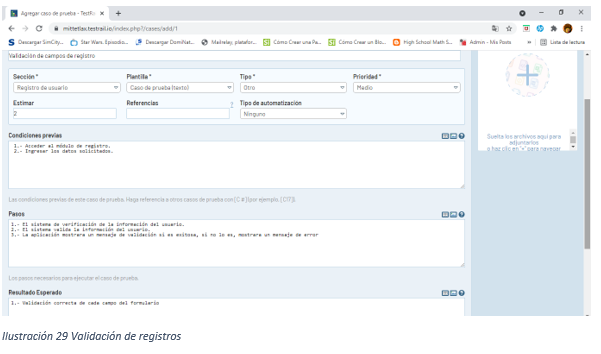 Agregar caso de prueba - TestRa
mittetlax.testrail.io/index.php?/cases/add/1
Descargar SimCity... Star Wars. Episodio... Descargar DomiNat... Mailrelay, platafor... Cómo Crear una Pa... Cómo Crear un Blo... High School Math S... Admin - Mis Posts » Lista de lectura
Validación de campos de registro
Sección * Plantilla * Tipo * Prioridad *
Registro de usuario Caso de prueba (texto) Otro Medio
Estimar Referencias ? Tipo de automatización
2 Ninguno
Suelta los archivos aquí para
adjuntarlos
o haz clic en "+" para navegar
Condiciones previas
1.- Acceder al módulo de registro.
2.- Ingresar los datos solicitados.
Las condiciones previas de este caso de prueba. Haga referencia a otros casos de prueba con [C #] (por ejemplo, [C17]).
Pasos
1.- El sistema de verificación de la información del usuario.
2.- El sistema valida la información del usuario.
3.- La aplicación mostrara un mensaje de validación si es exitosa, si no lo es, mostrara un mensaje de error
Los pasos necesarios para ejecutar el caso de prueba.
Resultado Esperado
1.- Validación correcta de cada campo del formulario
Ilustración 29 Validación de registros